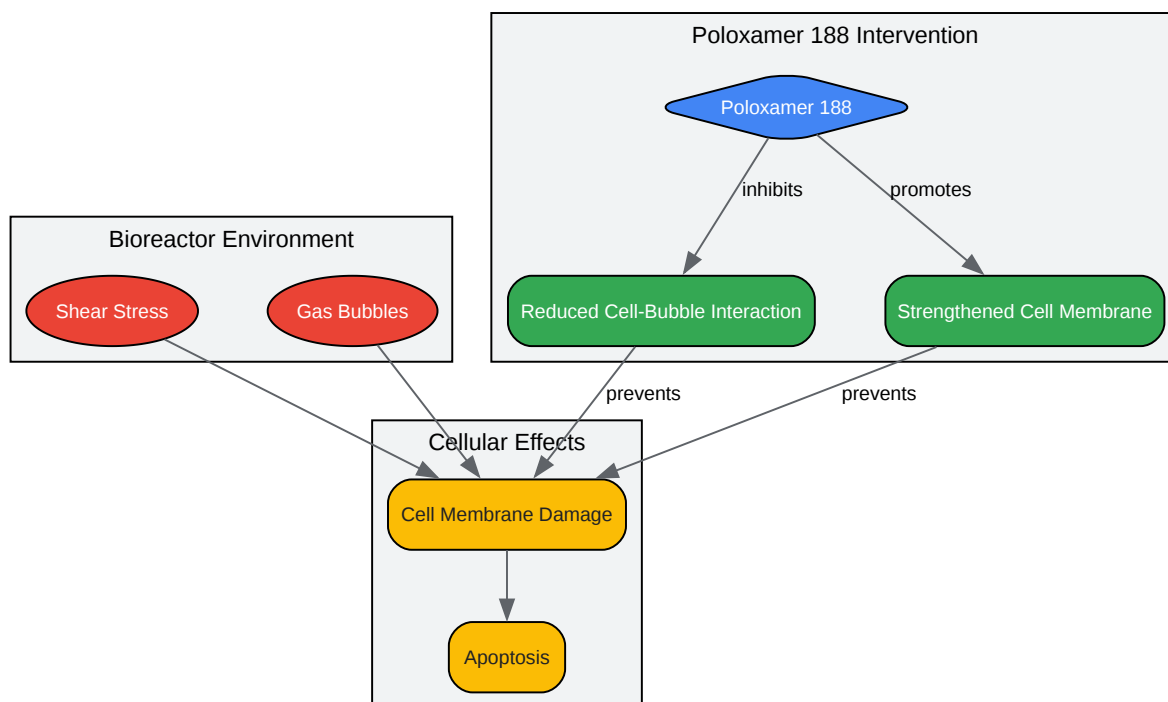 Poloxamer 188 Intervention
Poloxamer 188
inhibits
promotes
Bioreactor Environment
Shear Stress
Gas Bubbles
Reduced Cell-Bubble Interaction
Strengthened Cell Membrane
prevents
prevents
Cellular Effects
Cell Membrane Damage
Apoptosis